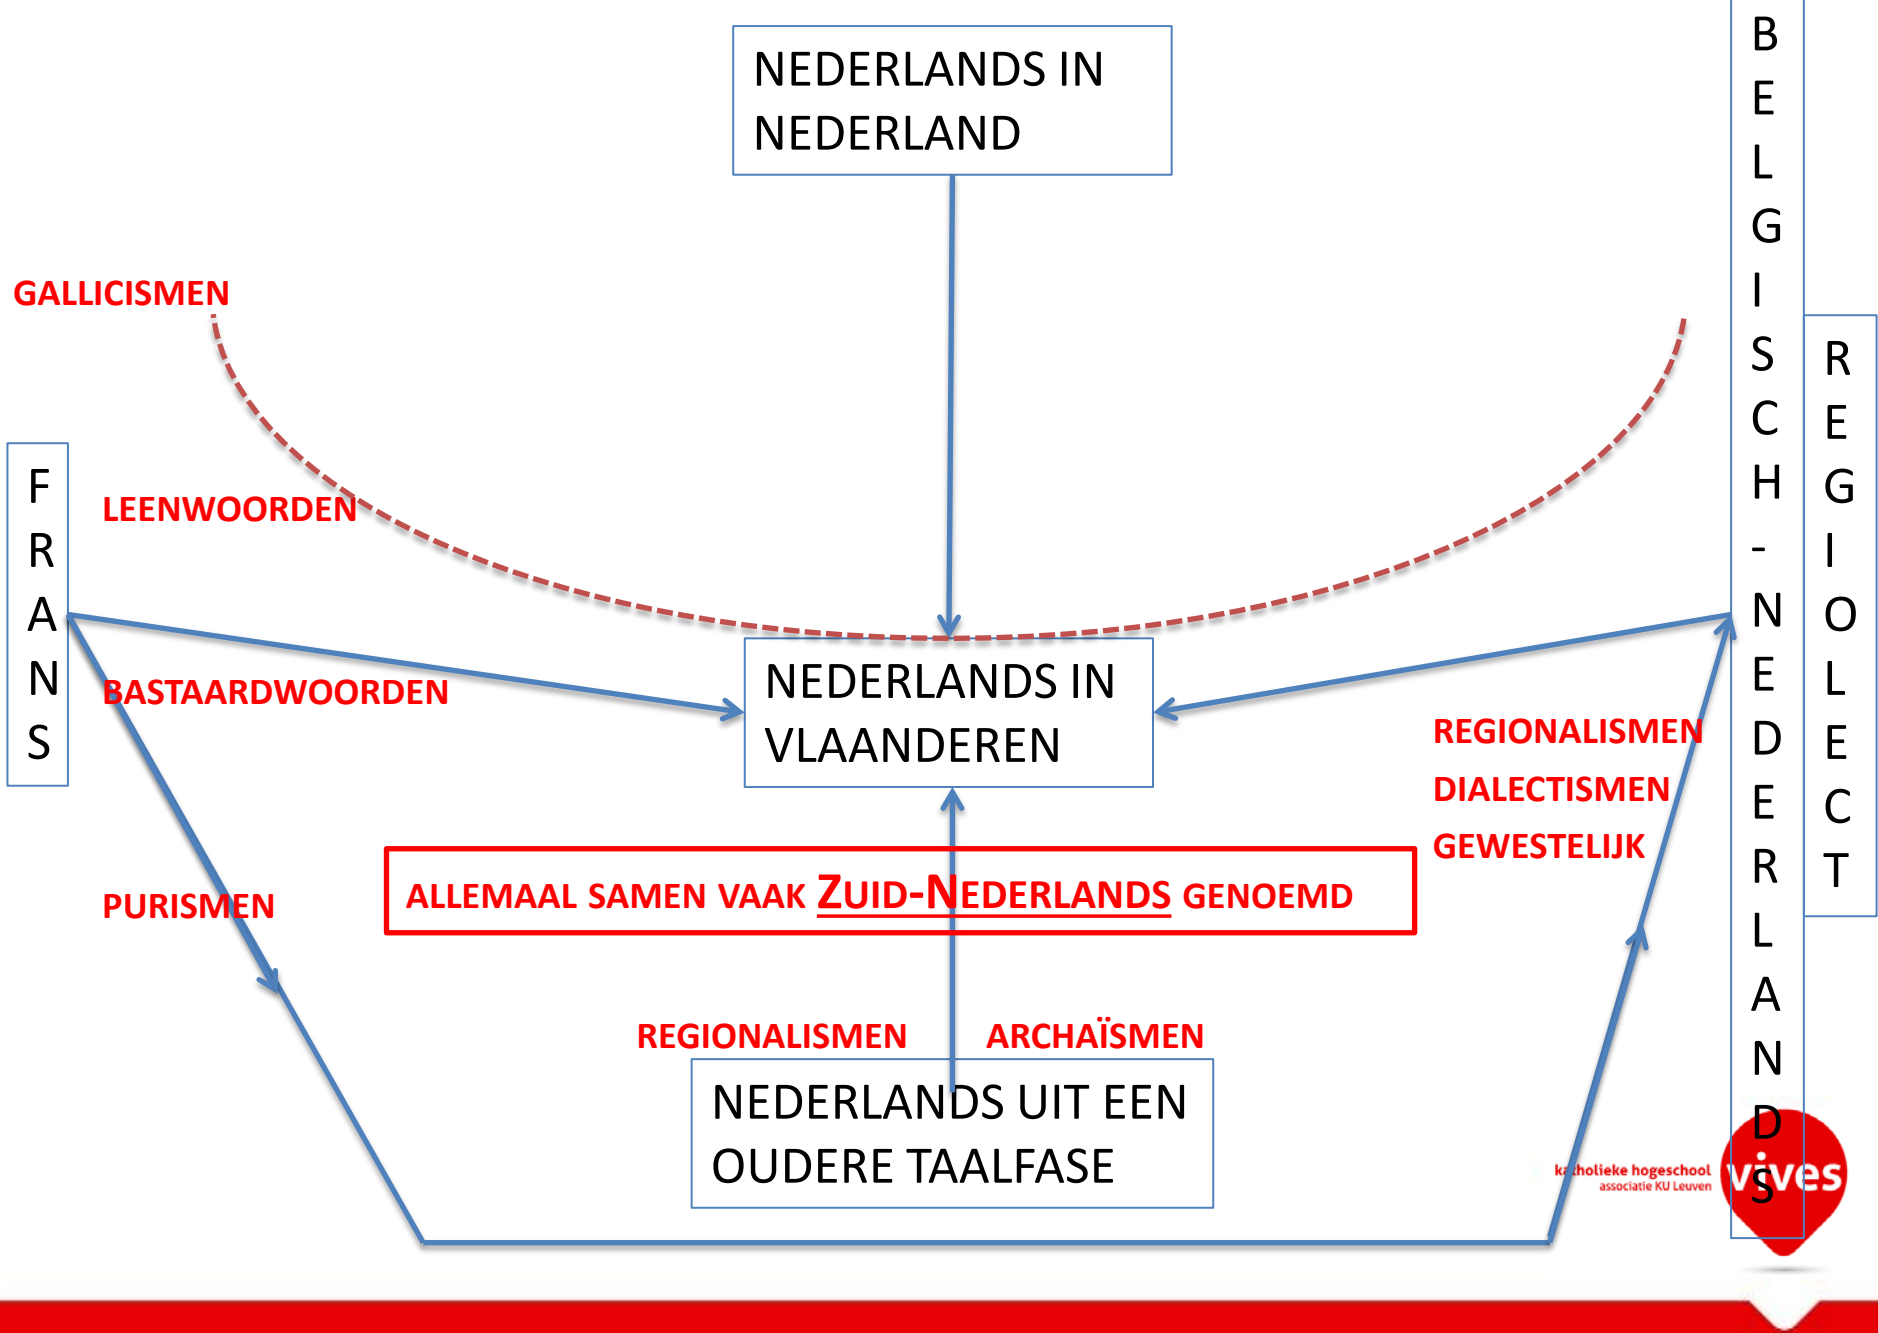 NEDERLANDS IN
NEDERLAND
BELGISCH-NEDERLANDS
REGIOLECT
GALLICISMEN
FRANS
LEENWOORDEN
BASTAARDWOORDEN
NEDERLANDS IN
VLAANDEREN
REGIONALISMEN
DIALECTISMEN
GEWESTELIJK
PURISMEN
ALLEMAAL SAMEN VAAK ZUID-NEDERLANDS GENOEMD
REGIONALISMEN
ARCHAÏSMEN
NEDERLANDS UIT EEN
OUDERE TAALFASE
katholieke hogeschool
associatie KU Leuven
vives